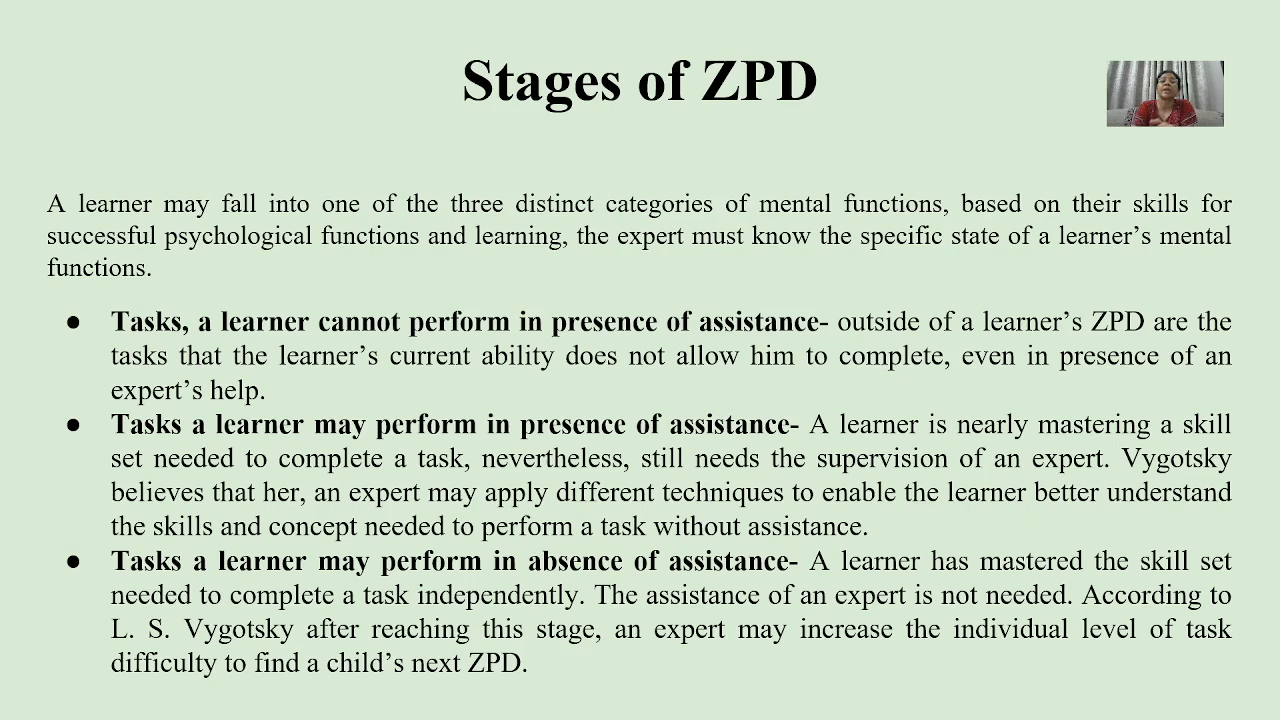 Stages of ZPD
A learner may fall into one of the three distinct categories of mental functions, based on their skills for
successful psychological functions and learning, the expert must know the specific state of a learner’s mental
functions.
● Tasks, a learner cannot perform in presence of assistance- outside of a learner’s ZPD are the
tasks that the learner’s current ability does not allow him to complete, even in presence of an
expert’s help.
● Tasks a learner may perform in presence of assistance- A learner is nearly mastering a skill
set needed to complete a task, nevertheless, still needs the supervision of an expert. Vygotsky
believes that her, an expert may apply different techniques to enable the learner better understand
the skills and concept needed to perform a task without assistance.
● Tasks a learner may perform in absence of assistance- A learner has mastered the skill set
needed to complete a task independently. The assistance of an expert is not needed. According to
L. S. Vygotsky after reaching this stage, an expert may increase the individual level of task
difficulty to find a child’s next ZPD.